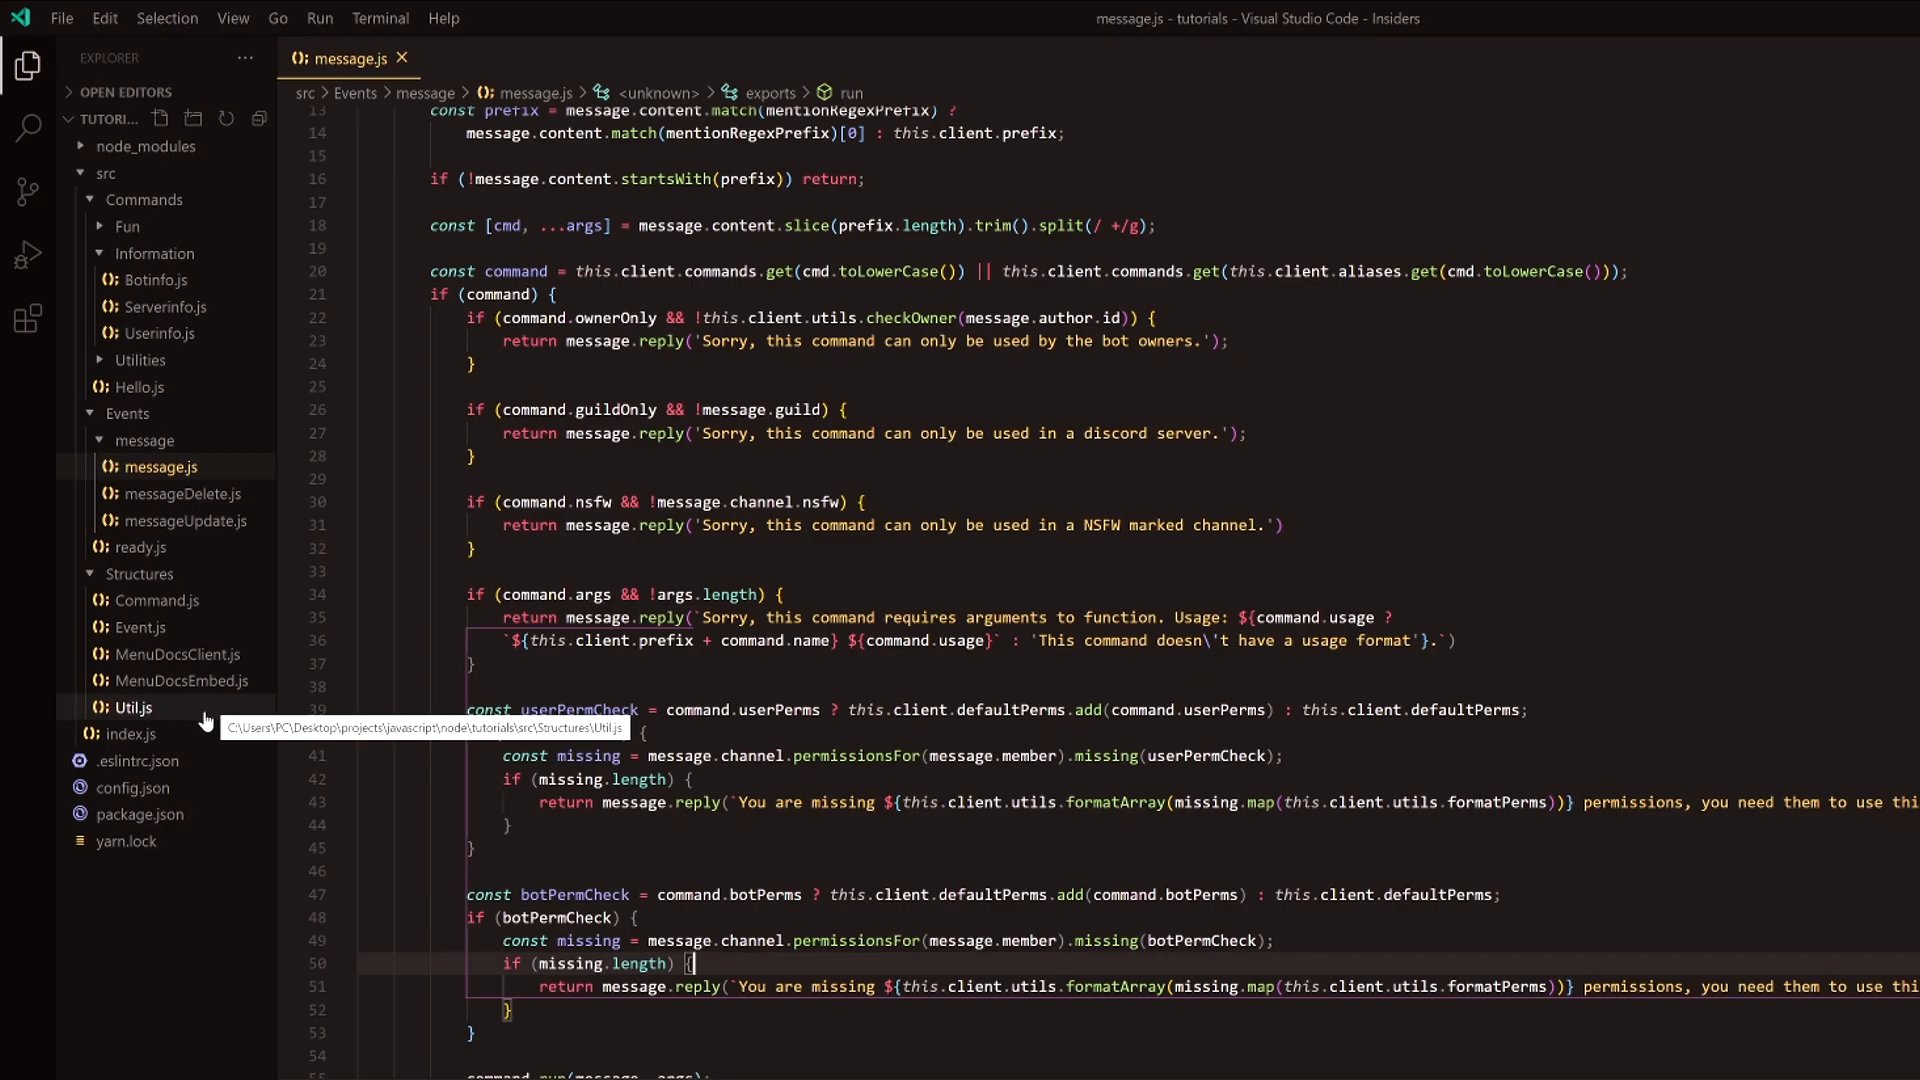 File Edit Selection View Go Run Terminal Help
message.js - tutorials - Visual Studio Code - Insiders
EXPLORER
OPEN EDITORS
TUTORI...
node_modules
src
Commands
Fun
Information
Botinfo.js
Serverinfo.js
Userinfo.js
Utilities
Hello.js
Events
message
message.js
messageDelete.js
messageUpdate.js
ready.js
Structures
Command.js
Event.js
MenuDocsClient.js
MenuDocsEmbed.js
Util.js
index.js
.eslintrc.json
config.json
package.json
yarn.lock
C:\Users\PC\Desktop\projects\javascript\node\tutorials\src\Structures\Util.js
message.js
src > Events > message > message.js > <unknown> > exports > run
13 const prefix = message.content.match(mentionRegexPrefix) ?
14 message.content.match(mentionRegexPrefix)[0] : this.client.prefix;
15
16 if (!message.content.startsWith(prefix)) return;
17
18 const [cmd, ...args] = message.content.slice(prefix.length).trim().split(/ +/g);
19
20 const command = this.client.commands.get(cmd.toLowerCase()) || this.client.commands.get(this.client.aliases.get(cmd.toLowerCase()));
21 if (command) {
22 if (command.ownerOnly && !this.client.utils.checkOwner(message.author.id)) {
23 return message.reply('Sorry, this command can only be used by the bot owners.');
24 }
25
26 if (command.guildOnly && !message.guild) {
27 return message.reply('Sorry, this command can only be used in a discord server.');
28 }
29
30 if (command.nsfw && !message.channel.nsfw) {
31 return message.reply('Sorry, this command can only be used in a NSFW marked channel.')
32 }
33
34 if (command.args && !args.length) {
35 return message.reply(`Sorry, this command requires arguments to function. Usage: ${command.usage ?
36 `${this.client.prefix + command.name} ${command.usage}` : 'This command doesn\'t have a usage format'}.`)
37 }
38
39 const userPermCheck = command.userPerms ? this.client.defaultPerms.add(command.userPerms) : this.client.defaultPerms;
{
41 const missing = message.channel.permissionsFor(message.member).missing(userPermCheck);
42 if (missing.length) {
43 return message.reply(`You are missing ${this.client.utils.formatArray(missing.map(this.client.utils.formatPerms))} permissions, you need them to use thi
44 }
45 }
46
47 const botPermCheck = command.botPerms ? this.client.defaultPerms.add(command.botPerms) : this.client.defaultPerms;
48 if (botPermCheck) {
49 const missing = message.channel.permissionsFor(message.member).missing(botPermCheck);
50 if (missing.length) {
51 return message.reply(`You are missing ${this.client.utils.formatArray(missing.map(this.client.utils.formatPerms))} permissions, you need them to use thi
52 }
53 }
54
55 command.run(message, args);